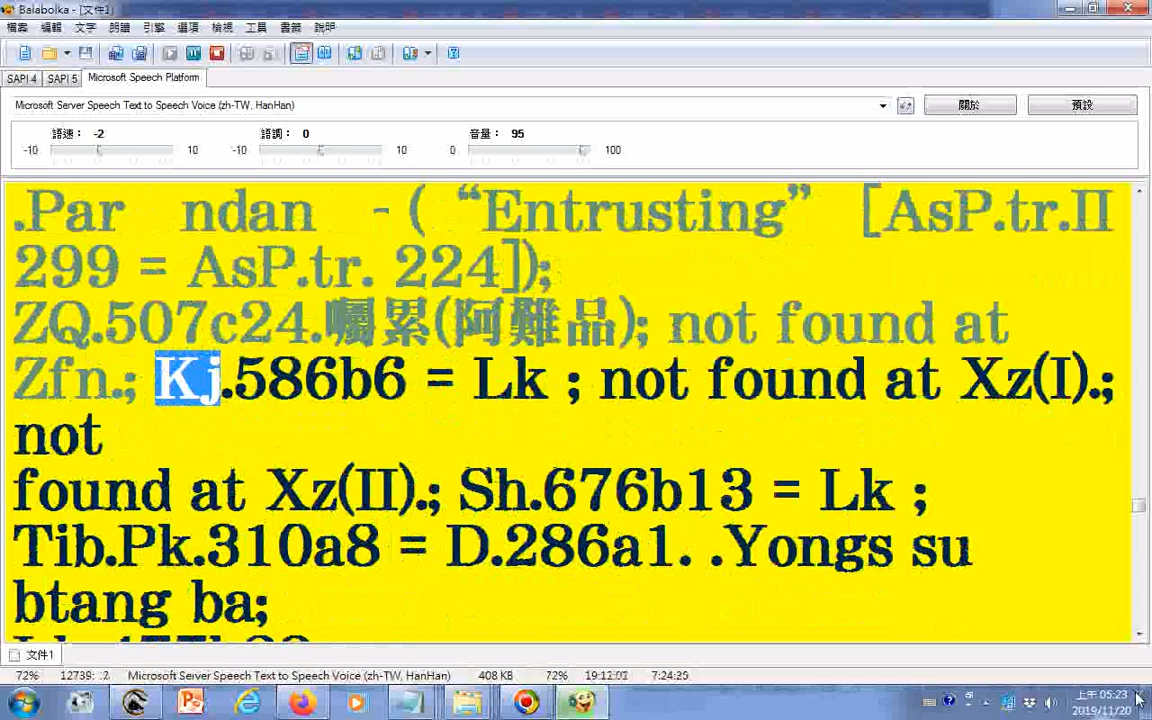 Balabolka - [文件1]
檔案 編輯 文字 朗讀 引擎 選項 檢視 工具 書籤 說明
SAPI 4 SAPI 5 Microsoft Speech Platform
Microsoft Server Speech Text to Speech Voice (zh-TW, HanHan) 關於 預設
語速： -2 語調： 0 音量： 95
-10 10 -10 10 0 100
.Par ndan - ( “Entrusting” [AsP.tr.II
299 = AsP.tr. 224]);
ZQ.507c24.囑累(阿難品); not found at
Zfn.; Kj.586b6 = Lk ; not found at Xz(I).;
not
found at Xz(II).; Sh.676b13 = Lk ;
Tib.Pk.310a8 = D.286a1. .Yongs su
btang ba;
文件1
72% Microsoft Server Speech Text to Speech Voice (zh-TW, HanHan) 408 KB 72% 19:12:02 7:24:25
上午 05:23
2019/11/20